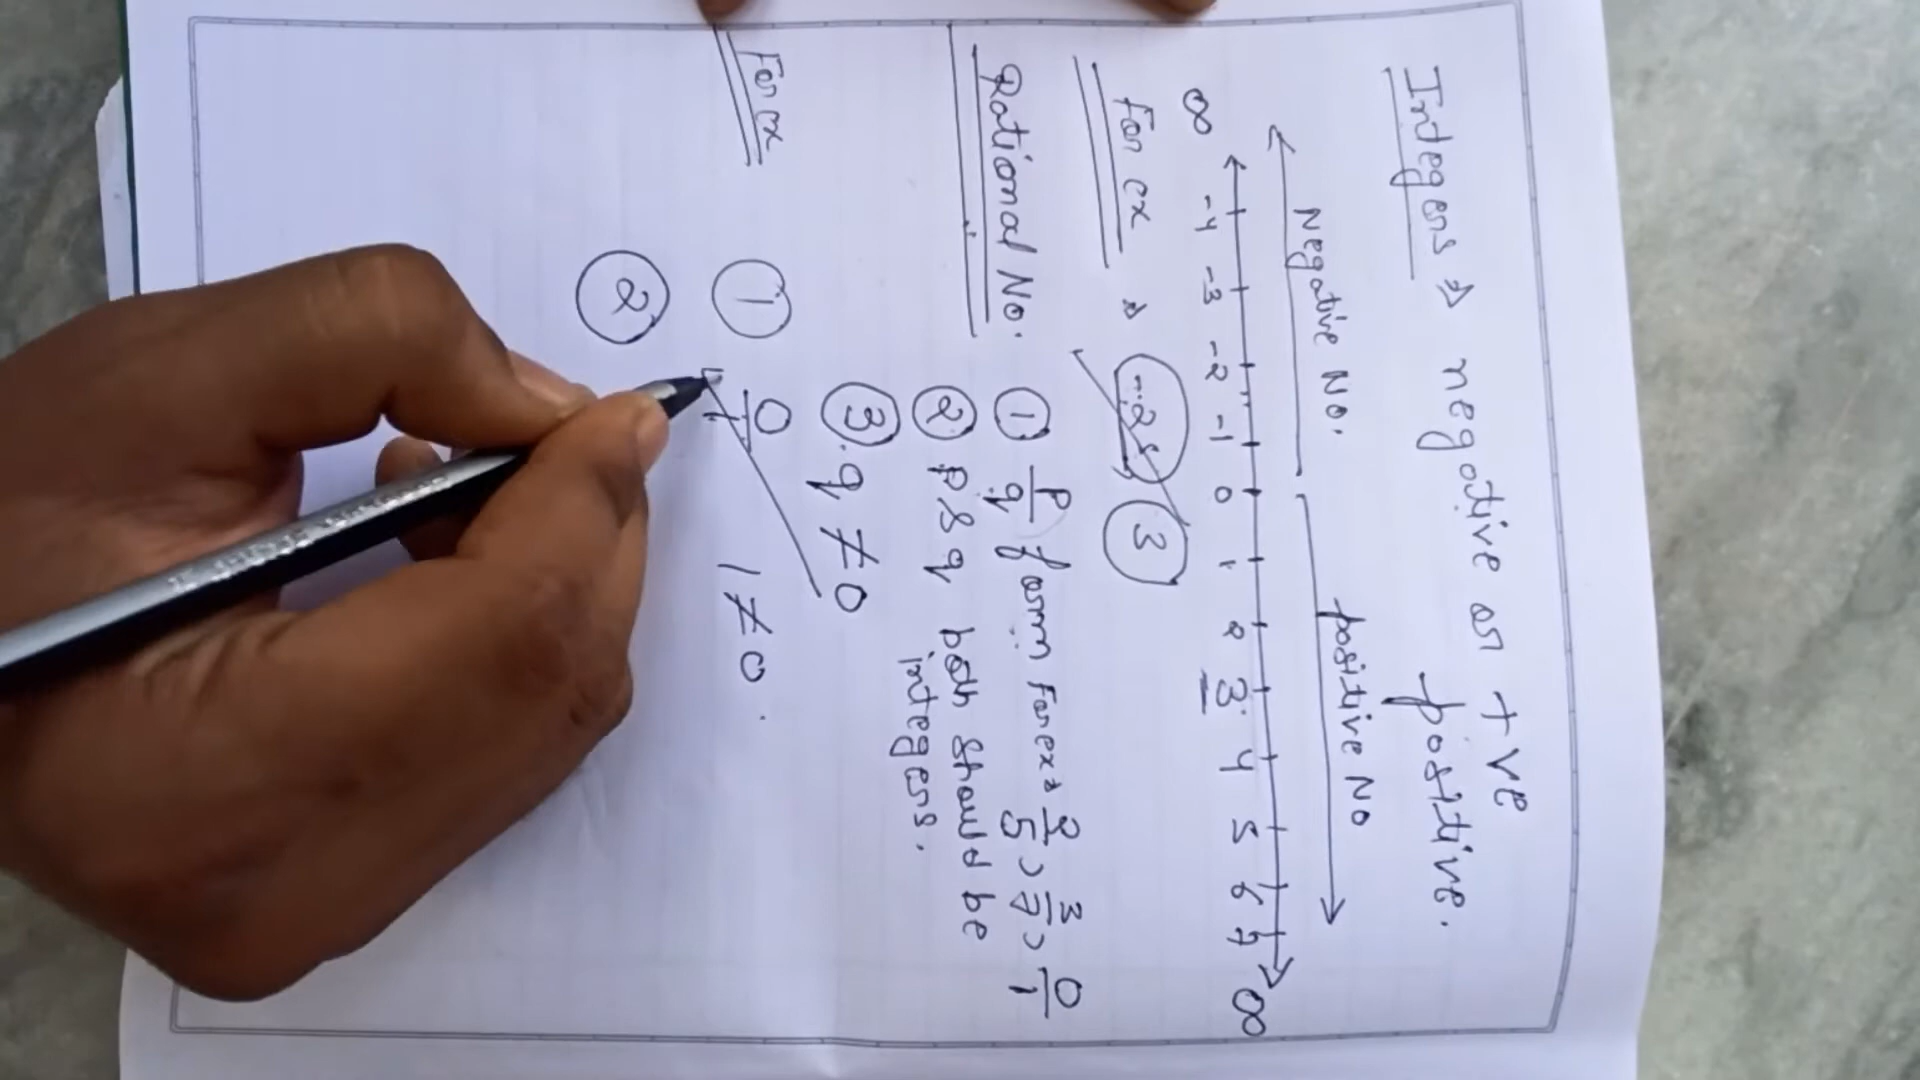 Integers → negative or +ve
positive.
Negative No. positive No
∞ -4 -3 -2 -1 0 1 2 3 4 5 6 7 ∞
For ex → 3
Rational No. ① p/q form For ex → 2/5, 3/7, 0/1
② p & q both should be
integers.
③ q ≠ 0
For ex ① 0/1 1 ≠ 0.
②